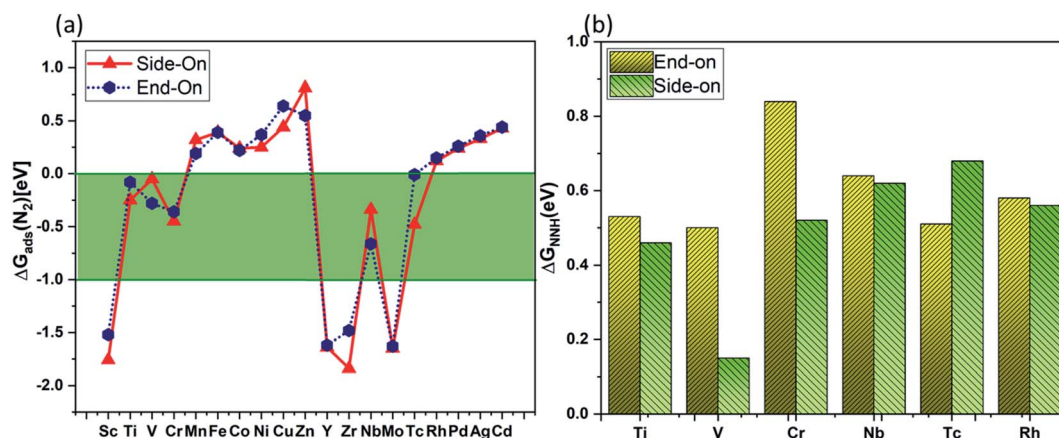 (a)
Side-On
End-On
ΔG_ads(N₂)[eV]
1.0
0.5
0.0
-0.5
-1.0
-1.5
-2.0
Sc Ti V Cr Mn Fe Co Ni Cu Zn Y Zr Nb Mo Tc Rh Pd Ag Cd
(b)
End-on
Side-on
ΔG_NNH(eV)
1.0
0.8
0.6
0.4
0.2
0.0
Ti V Cr Nb Tc Rh